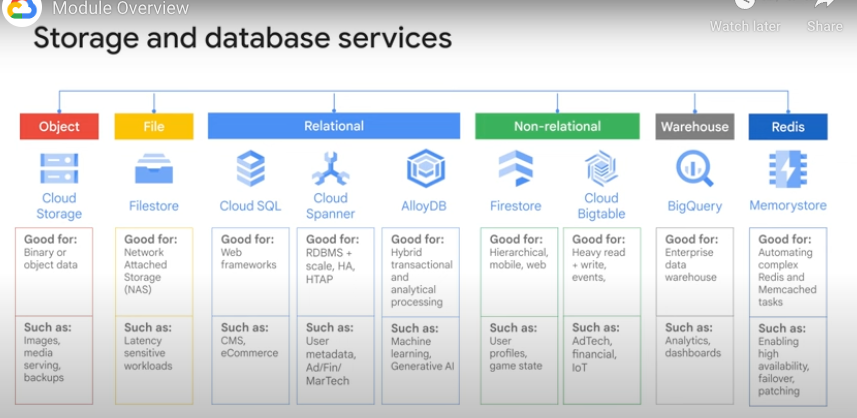 Module Overview
Watch later
Share
Storage and database services
Object
File
Relational
Non-relational
Warehouse
Redis
Cloud
Storage
Filestore
Cloud SQL
Cloud
Spanner
AlloyDB
Firestore
Cloud
Bigtable
BigQuery
Memorystore
Good for:
Binary or
object data
Good for:
Network
Attached
Storage
(NAS)
Good for:
Web
frameworks
Good for:
RDBMS +
scale, HA,
HTAP
Good for:
Hybrid
transactional
and
analytical
processing
Good for:
Hierarchical,
mobile, web
Good for:
Heavy read
+ write,
events,
Good for:
Enterprise
data
warehouse
Good for:
Automating
complex
Redis and
Memcached
tasks
Such as:
Images,
media
serving,
backups
Such as:
Latency
sensitive
workloads
Such as:
CMS,
eCommerce
Such as:
User
metadata,
Ad/Fin/
MarTech
Such as:
Machine
learning,
Generative AI
Such as:
User
profiles,
game state
Such as:
AdTech,
financial,
IoT
Such as:
Analytics,
dashboards
Such as:
Enabling
high
availability,
failover,
patching